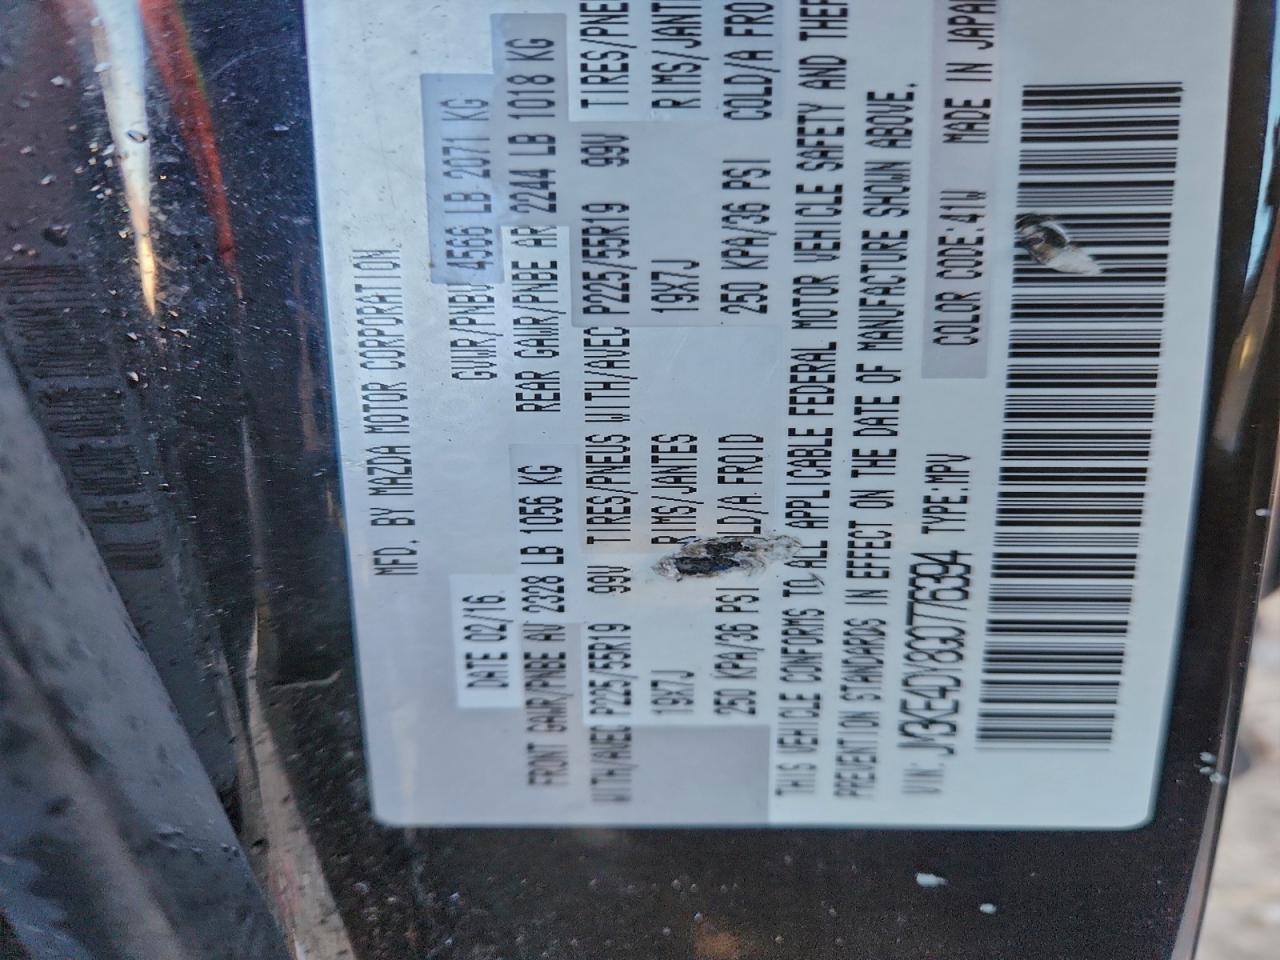 MFD. BY MAZDA MOTOR CORPORATION
DATE 02/16. GVWR/PNBV 4566 LB 2071 KG
FRONT GAWR/PNBE AV 2328 LB 1056 KG REAR GAWR/PNBE AR 2244 LB 1018 KG
WITH/AVEC P225/55R19 99V TIRES/PNEUS WITH/AVEC P225/55R19 99V TIRES/PNE
19X7J RIMS/JANTES 19X7J RIMS/JANT
250 KPA/36 PSI LD/A FROID 250 KPA/36 PSI COLD/A FRO
THIS VEHICLE CONFORMS TO ALL APPLICABLE FEDERAL MOTOR VEHICLE SAFETY AND THEF
PREVENTION STANDARDS IN EFFECT ON THE DATE OF MANUFACTURE SHOWN ABOVE.
VIN: JM3KE4DY8G0776394 TYPE:MPV COLOR CODE:41W MADE IN JAPAN